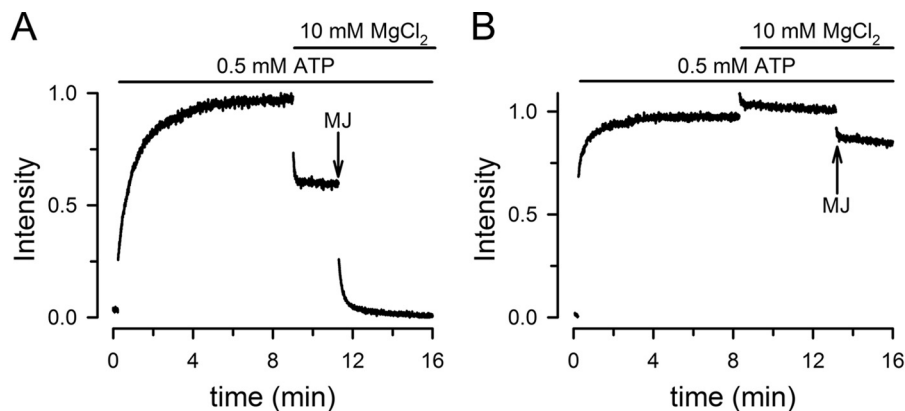 A
10 mM MgCl₂
0.5 mM ATP
1.0
MJ
0.5
0.0
Intensity
0 4 8 12 16
time (min)
B
10 mM MgCl₂
0.5 mM ATP
1.0
0.5
MJ
0.0
Intensity
0 4 8 12 16
time (min)